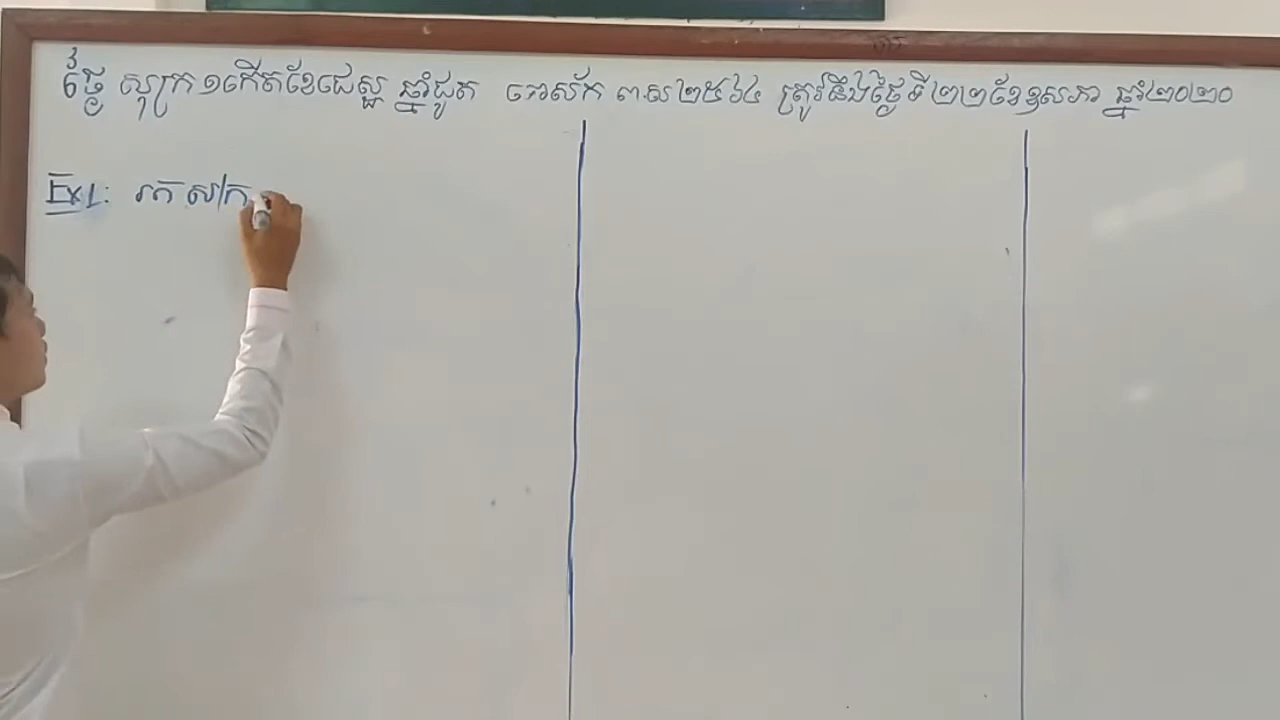 ថ្ងៃ សុក្រ ១កើតខែជេស្ឋ ឆ្នាំជូត ទោស័ក ព.ស ២៥៦៤ ត្រូវនឹងថ្ងៃទី ២២ ខែឧសភា ឆ្នាំ២០២០
Ex1: រក